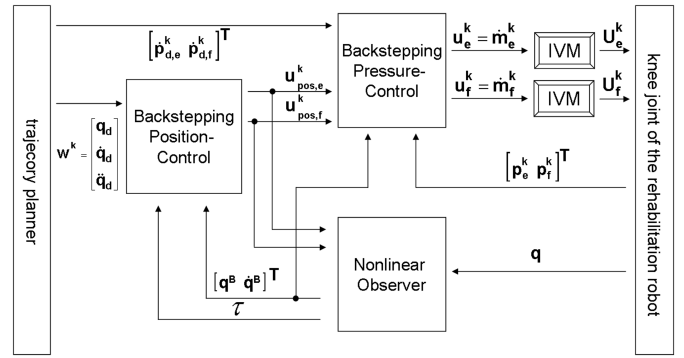 trajecory planner
[ṗ^k_d,e ṗ^k_d,f]^T
w^k = [q_d
q̇_d
q̈_d]
Backstepping
Position-
Control
u^k_pos,e
u^k_pos,f
Backstepping
Pressure-
Control
u^k_e = ṁ^k_e
u^k_f = ṁ^k_f
IVM
IVM
U^k_e
U^k_f
[p^k_e p^k_f]^T
Nonlinear
Observer
q
[q^B q̇^B]^T
τ
knee joint of the rehabilitation robot